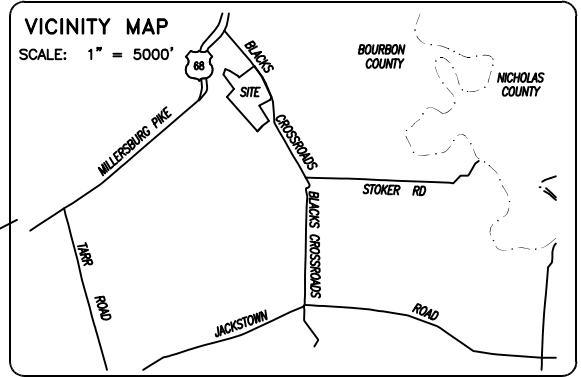 VICINITY MAP
SCALE: 1" = 5000'
68
BLACKS
SITE
BOURBON
COUNTY
NICHOLAS
COUNTY
MILLERSBURG PIKE
CROSSROADS
STOKER RD
BLACKS CROSSROADS
TARR
ROAD
JACKSTOWN
ROAD